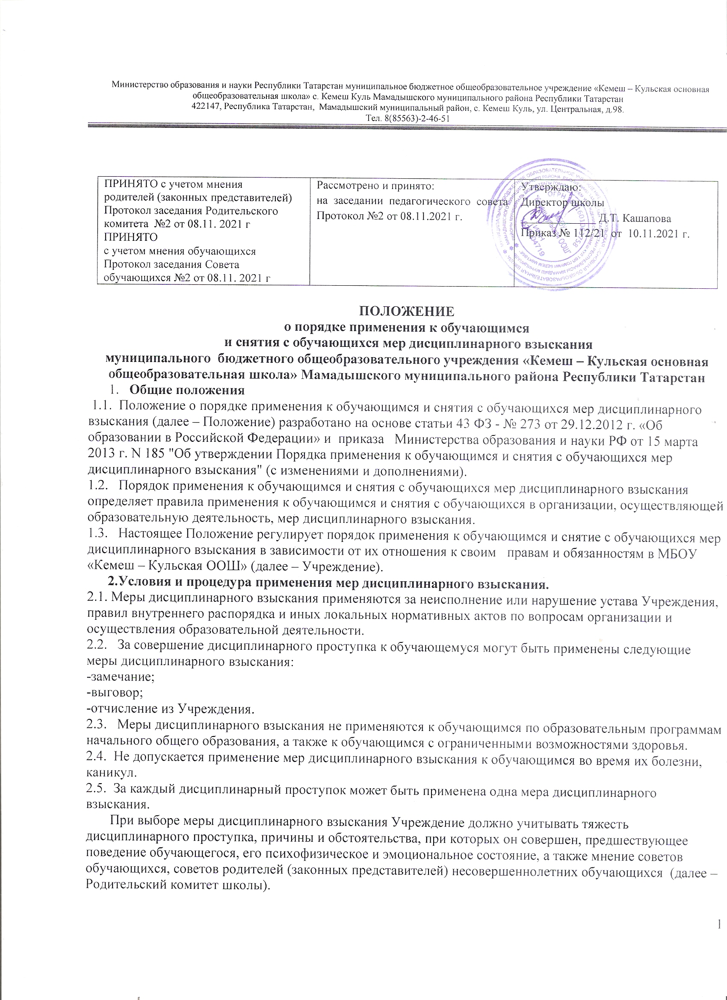 Министерство образования и науки Республики Татарстан муниципальное бюджетное общеобразовательное учреждение «Кемеш – Кульская основная
общеобразовательная школа» с. Кемеш Куль Мамадышского муниципального района Республики Татарстан
422147, Республика Татарстан, Мамадышский муниципальный район, с. Кемеш Куль, ул. Центральная, д.98.
Тел. 8(85563)-2-46-51
ПРИНЯТО с учетом мнения
родителей (законных представителей)
Протокол заседания Родительского
комитета №2 от 08.11. 2021 г
ПРИНЯТО
с учетом мнения обучающихся
Протокол заседания Совета
обучающихся №2 от 08.11. 2021 г
Рассмотрено и принято:
на заседании педагогического совета
Протокол №2 от 08.11.2021 г.
Утверждаю:
Директор школы
Д.Т. Кашапова
Приказ № 112/21 от 10.11.2021 г.
ПОЛОЖЕНИЕ
о порядке применения к обучающимся
и снятия с обучающихся мер дисциплинарного взыскания
муниципального бюджетного общеобразовательного учреждения «Кемеш – Кульская основная
общеобразовательная школа» Мамадышского муниципального района Республики Татарстан
1. Общие положения
1.1. Положение о порядке применения к обучающимся и снятия с обучающихся мер дисциплинарного
взыскания (далее – Положение) разработано на основе статьи 43 ФЗ - № 273 от 29.12.2012 г. «Об
образовании в Российской Федерации» и приказа Министерства образования и науки РФ от 15 марта
2013 г. N 185 "Об утверждении Порядка применения к обучающимся и снятия с обучающихся мер
дисциплинарного взыскания" (с изменениями и дополнениями).
1.2. Порядок применения к обучающимся и снятия с обучающихся мер дисциплинарного взыскания
определяет правила применения к обучающимся и снятия с обучающихся в организации, осуществляющей
образовательную деятельность, мер дисциплинарного взыскания.
1.3. Настоящее Положение регулирует порядок применения к обучающимся и снятие с обучающихся мер
дисциплинарного взыскания в зависимости от их отношения к своим правам и обязанностям в МБОУ
«Кемеш – Кульская ООШ» (далее – Учреждение).
2.Условия и процедура применения мер дисциплинарного взыскания.
2.1. Меры дисциплинарного взыскания применяются за неисполнение или нарушение устава Учреждения,
правил внутреннего распорядка и иных локальных нормативных актов по вопросам организации и
осуществления образовательной деятельности.
2.2. За совершение дисциплинарного проступка к обучающемуся могут быть применены следующие
меры дисциплинарного взыскания:
-замечание;
-выговор;
-отчисление из Учреждения.
2.3. Меры дисциплинарного взыскания не применяются к обучающимся по образовательным программам
начального общего образования, а также к обучающимся с ограниченными возможностями здоровья.
2.4. Не допускается применение мер дисциплинарного взыскания к обучающимся во время их болезни,
каникул.
2.5. За каждый дисциплинарный проступок может быть применена одна мера дисциплинарного
взыскания.
При выборе меры дисциплинарного взыскания Учреждение должно учитывать тяжесть
дисциплинарного проступка, причины и обстоятельства, при которых он совершен, предшествующее
поведение обучающегося, его психофизическое и эмоциональное состояние, а также мнение советов
обучающихся, советов родителей (законных представителей) несовершеннолетних обучающихся (далее –
Родительский комитет школы).
1